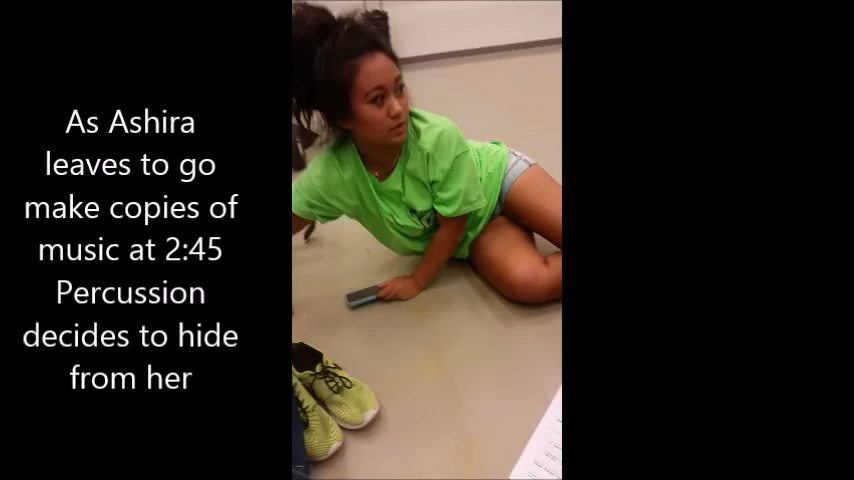 As Ashira
leaves to go
make copies of
music at 2:45
Percussion
decides to hide
from her